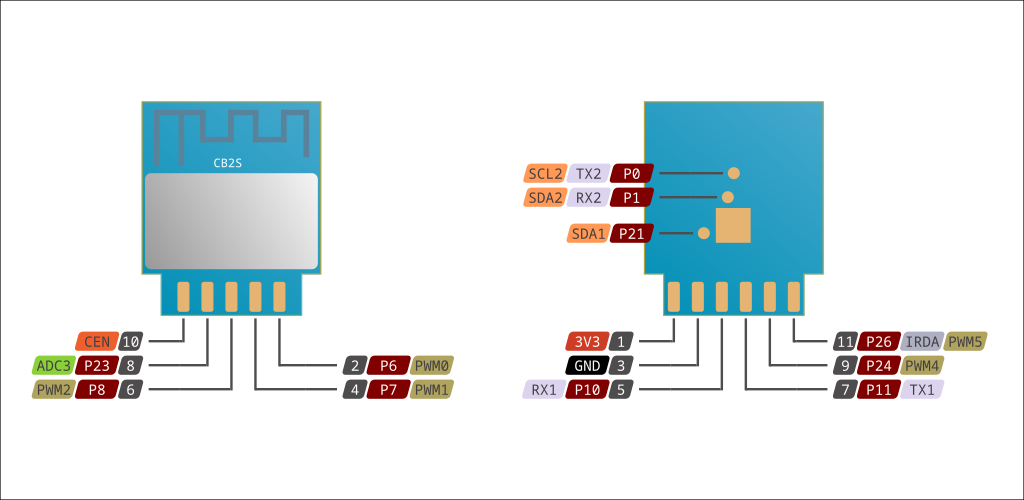 CB2S
CEN 10
ADC3 P23 8
PWM2 P8 6
2 P6 PWM0
4 P7 PWM1
SCL2 TX2 P0
SDA2 RX2 P1
SDA1 P21
3V3 1
GND 3
RX1 P10 5
11 P26 IRDA PWM5
9 P24 PWM4
7 P11 TX1